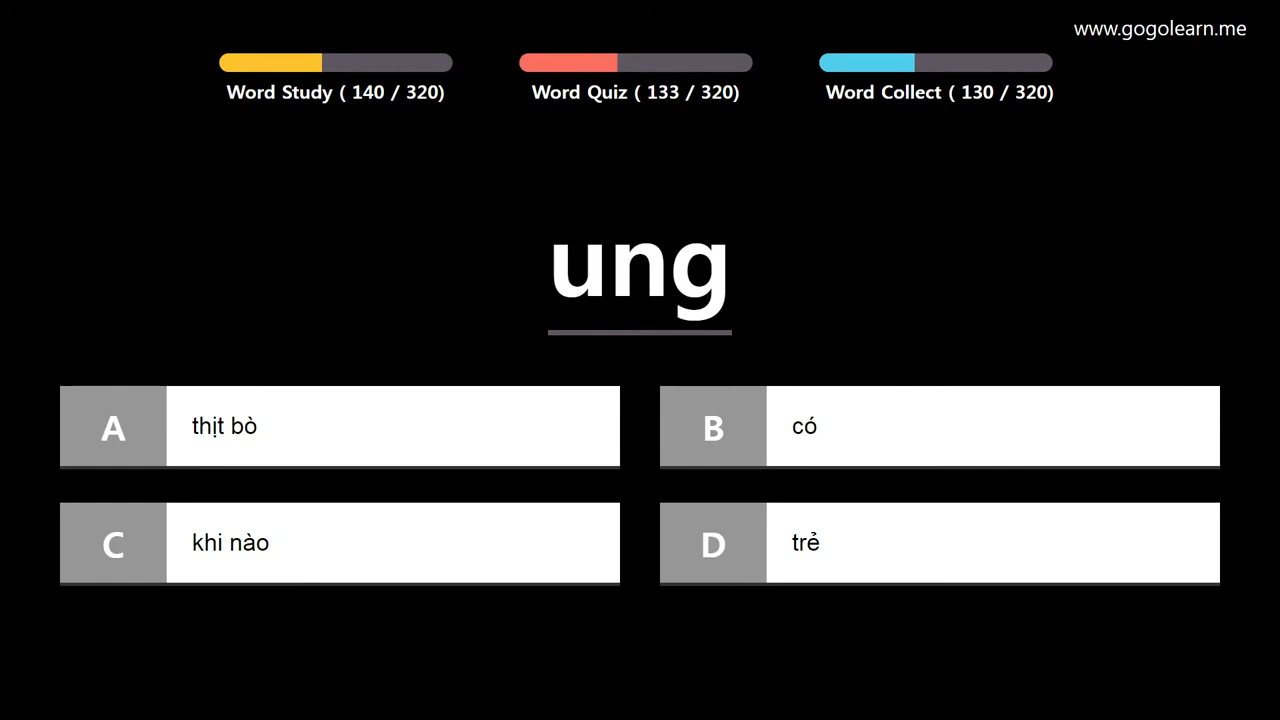 www.gogolearn.me
Word Study ( 140 / 320)
Word Quiz ( 133 / 320)
Word Collect ( 130 / 320)
ung
A thịt bò
B có
C khi nào
D trẻ